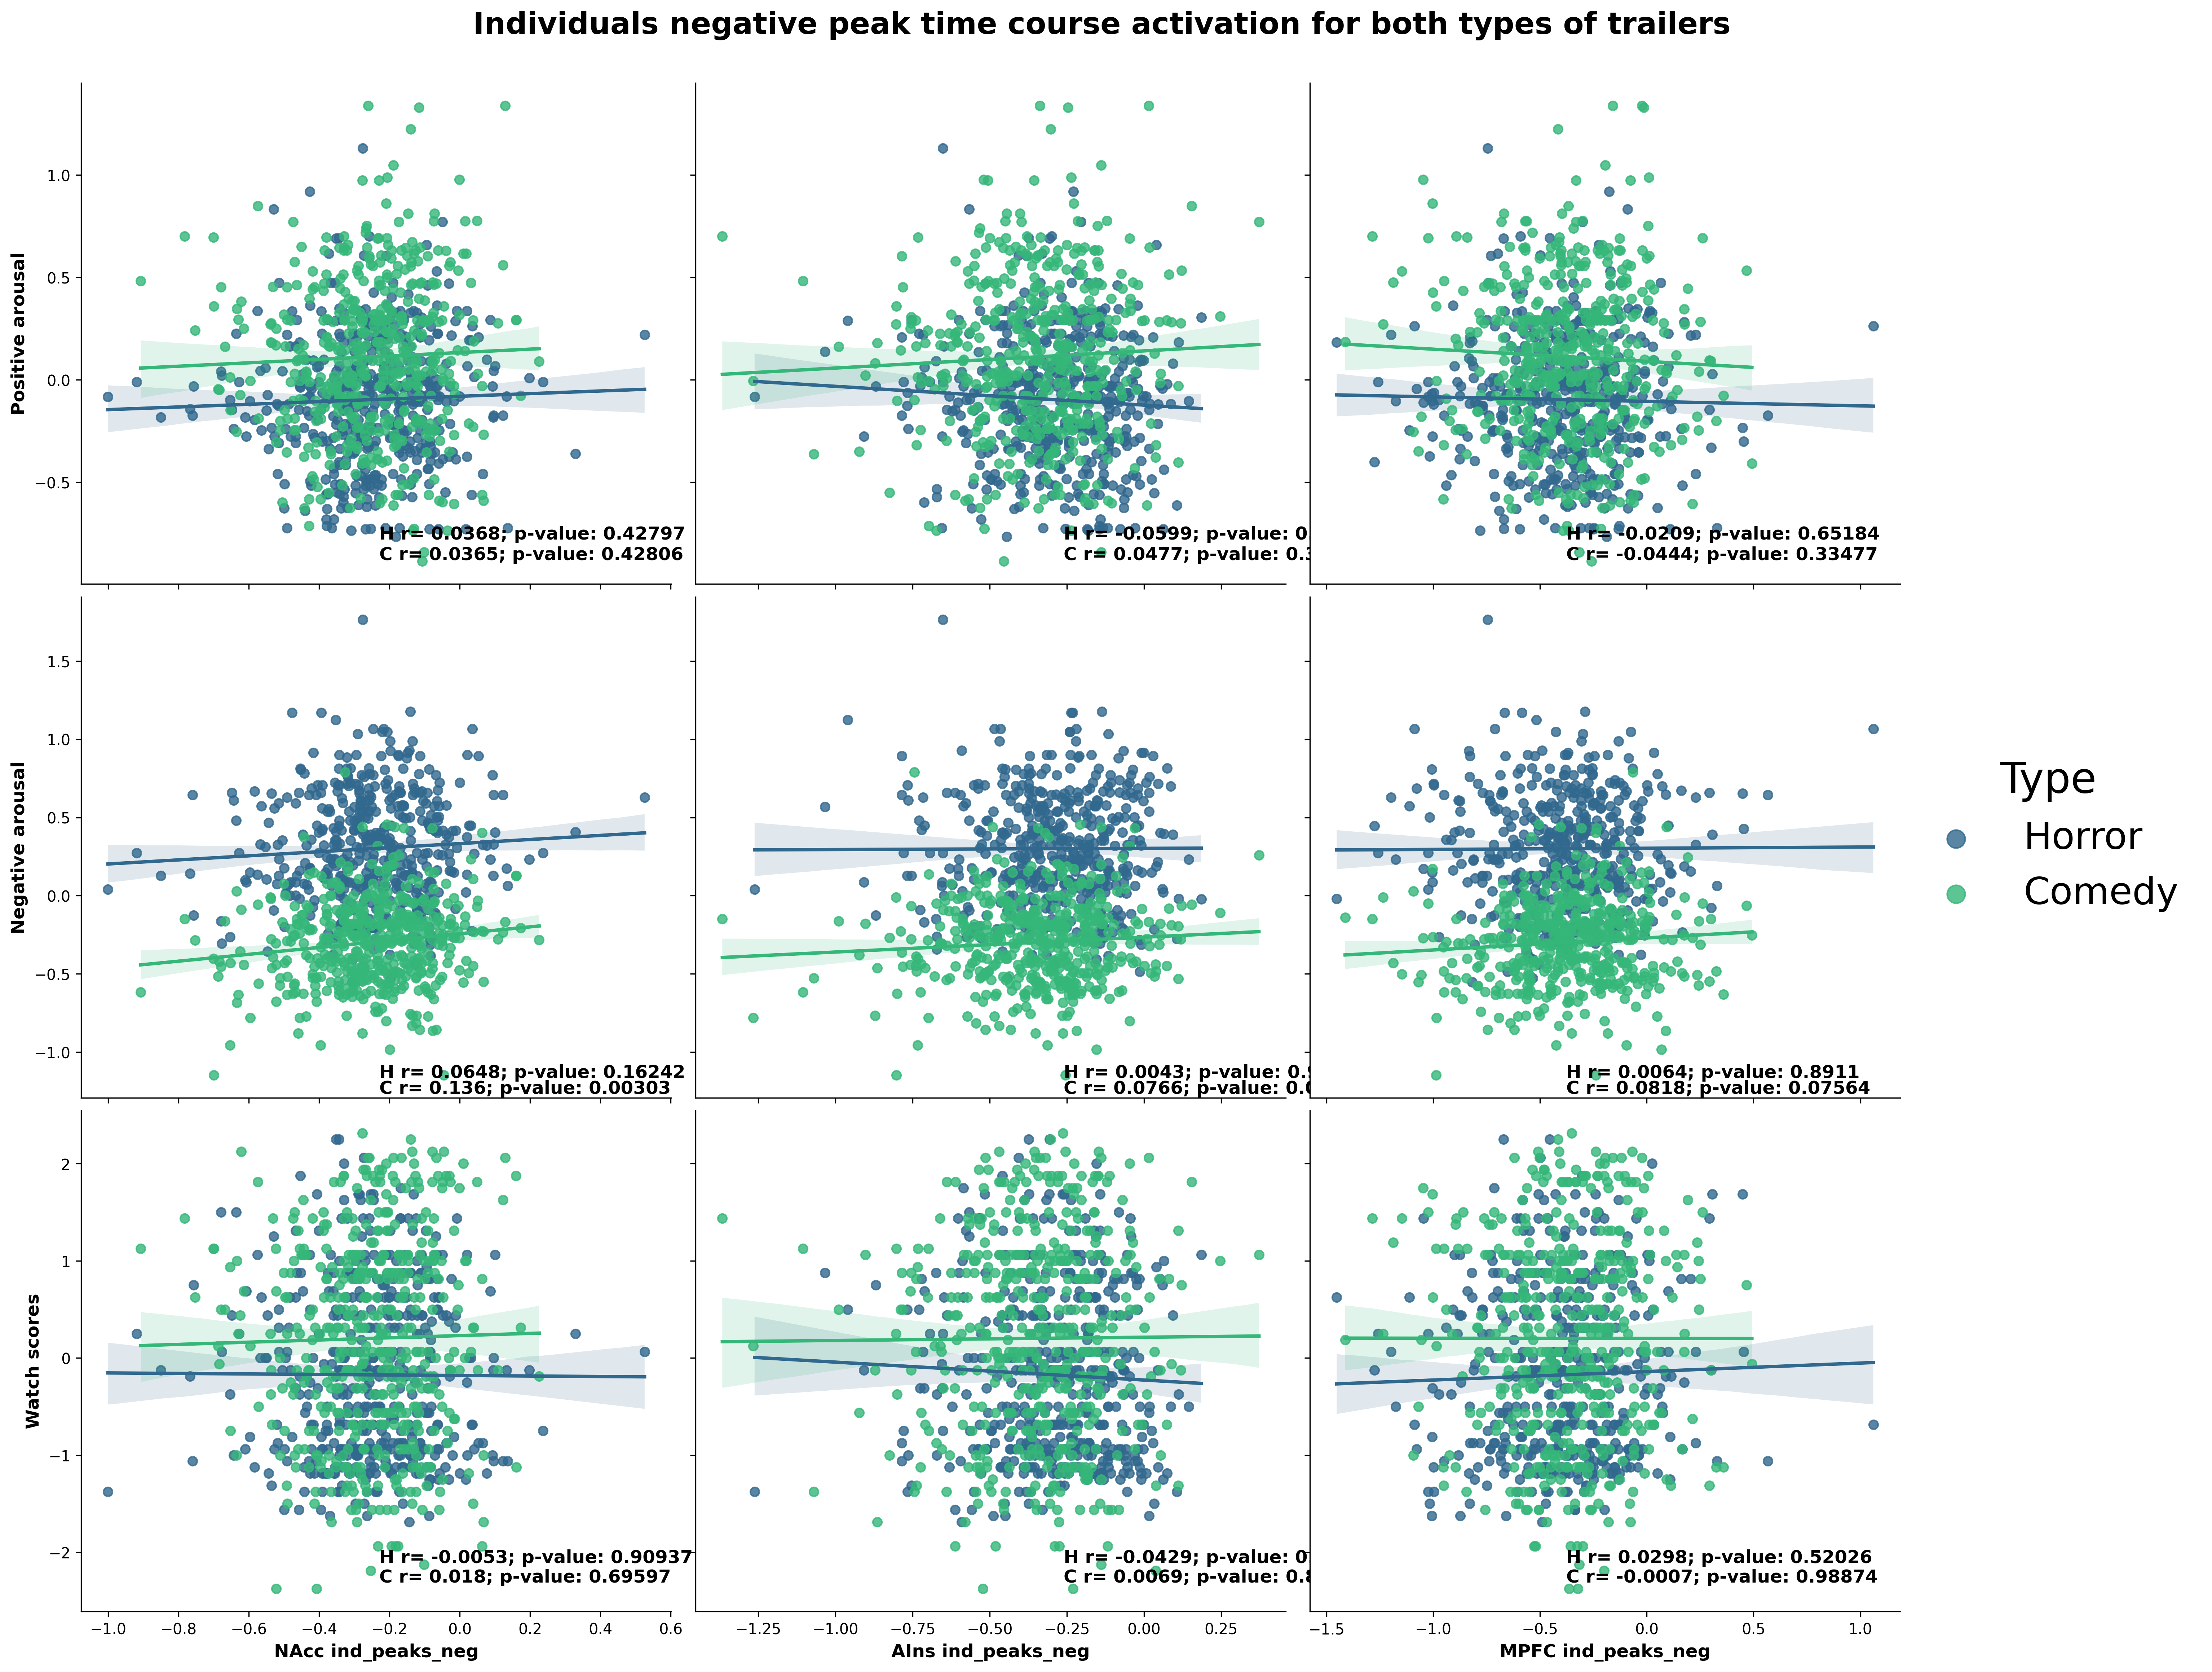 Individuals negative peak time course activation for both types of trailers
Positive arousal
1.0
0.5
0.0
−0.5
H r= 0.0368; p-value: 0.42797
C r= 0.0365; p-value: 0.42806
H r= -0.0599; p-value: 0.
C r= 0.0477; p-value: 0.3
H r= -0.0209; p-value: 0.65184
C r= -0.0444; p-value: 0.33477
Negative arousal
1.5
1.0
0.5
0.0
−0.5
−1.0
H r= 0.0648; p-value: 0.16242
C r= 0.136; p-value: 0.00303
H r= 0.0043; p-value: 0.9
C r= 0.0766; p-value: 0.0
H r= 0.0064; p-value: 0.8911
C r= 0.0818; p-value: 0.07564
Type
Horror
Comedy
Watch scores
2
1
0
−1
−2
H r= -0.0053; p-value: 0.90937
C r= 0.018; p-value: 0.69597
H r= -0.0429; p-value: 0
C r= 0.0069; p-value: 0.8
H r= 0.0298; p-value: 0.52026
C r= -0.0007; p-value: 0.98874
−1.0 −0.8 −0.6 −0.4 −0.2 0.0 0.2 0.4 0.6
NAcc ind_peaks_neg
−1.25 −1.00 −0.75 −0.50 −0.25 0.00 0.25
AIns ind_peaks_neg
−1.5 −1.0 −0.5 0.0 0.5 1.0
MPFC ind_peaks_neg